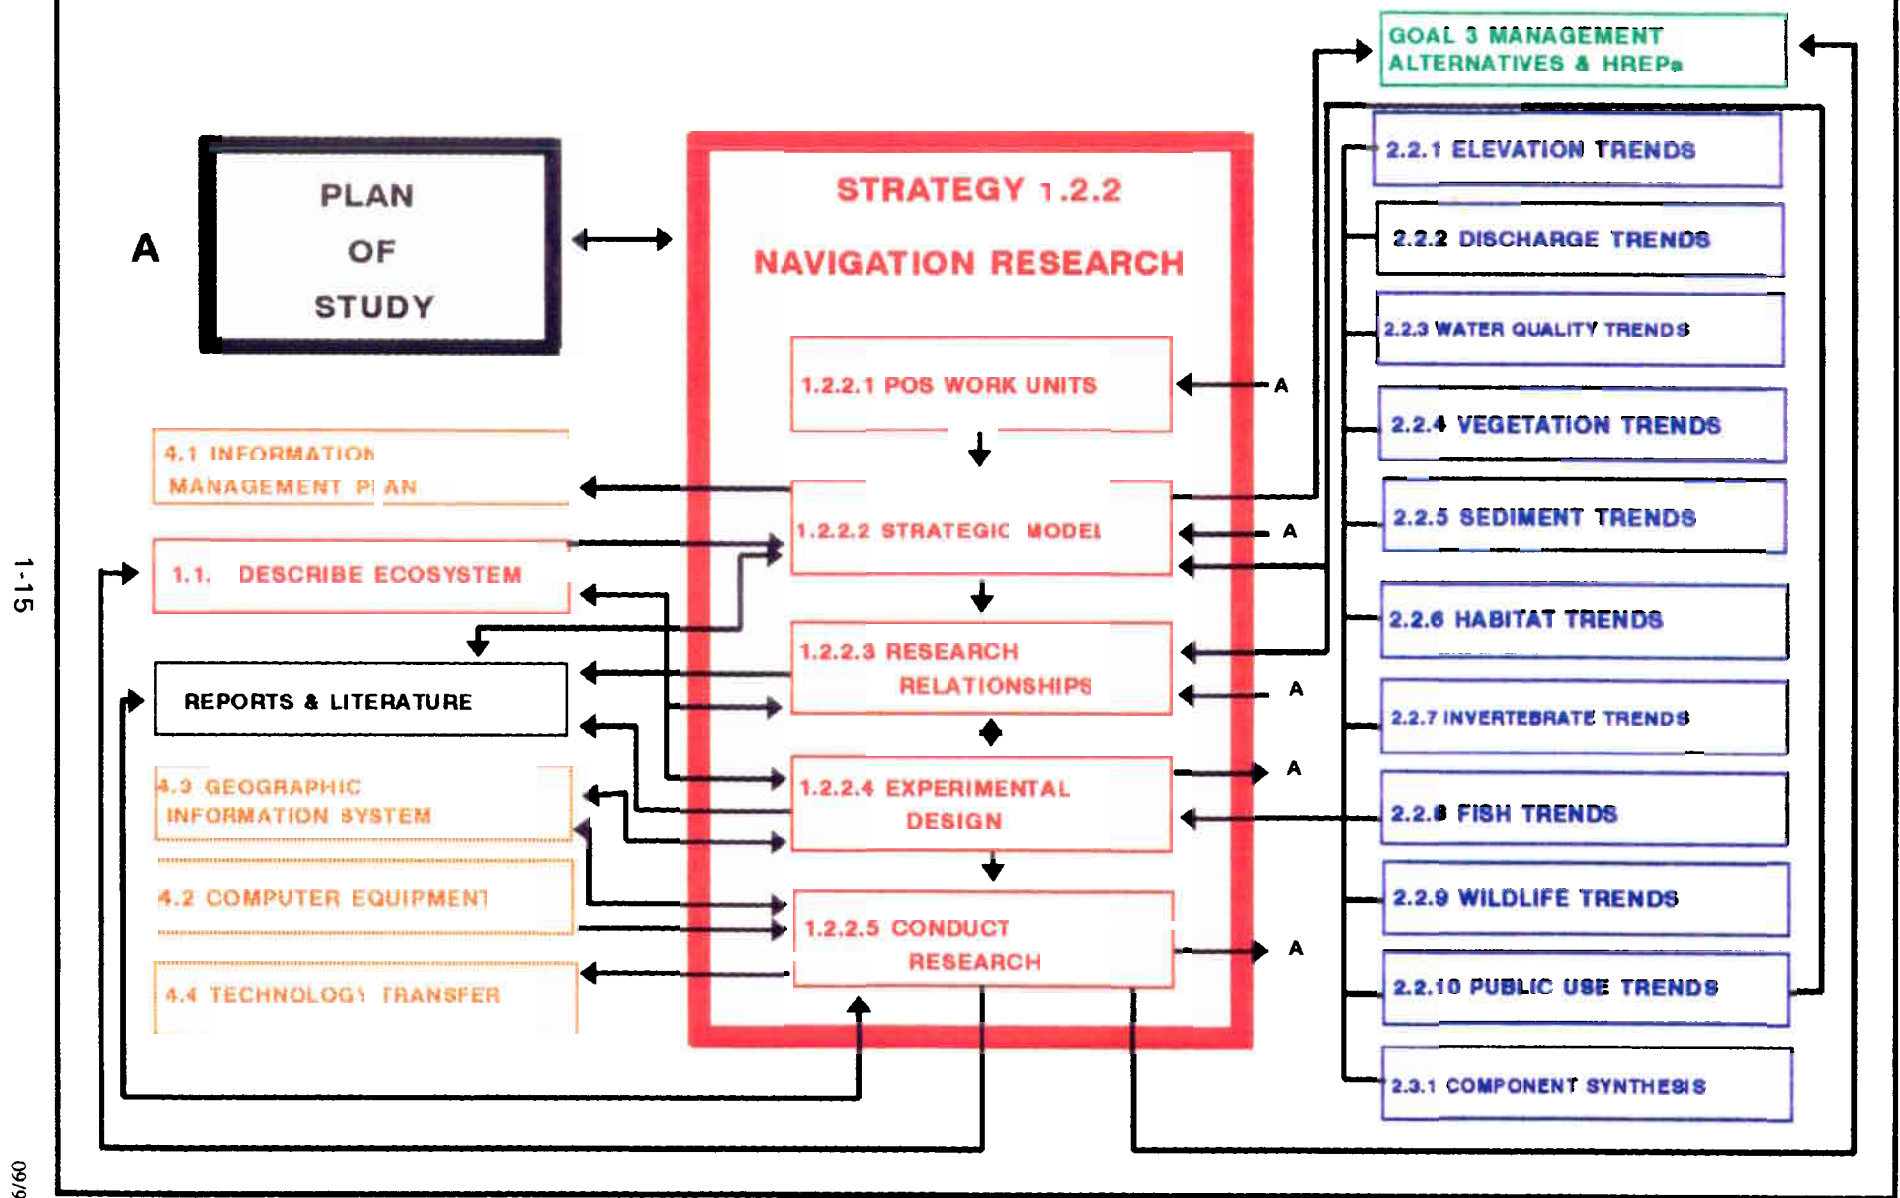 GOAL 3 MANAGEMENT
ALTERNATIVES & HREPs
A
PLAN
OF
STUDY
STRATEGY 1.2.2
NAVIGATION RESEARCH
1.2.2.1 POS WORK UNITS
A
1.2.2.2 STRATEGIC MODEL
A
1.2.2.3 RESEARCH
RELATIONSHIPS
A
1.2.2.4 EXPERIMENTAL
DESIGN
A
1.2.2.5 CONDUCT
RESEARCH
A
4.1 INFORMATION
MANAGEMENT PLAN
1.1. DESCRIBE ECOSYSTEM
REPORTS & LITERATURE
4.3 GEOGRAPHIC
INFORMATION SYSTEM
4.2 COMPUTER EQUIPMENT
4.4 TECHNOLOGY TRANSFER
2.2.1 ELEVATION TRENDS
2.2.2 DISCHARGE TRENDS
2.2.3 WATER QUALITY TRENDS
2.2.4 VEGETATION TRENDS
2.2.5 SEDIMENT TRENDS
2.2.6 HABITAT TRENDS
2.2.7 INVERTEBRATE TRENDS
2.2.8 FISH TRENDS
2.2.9 WILDLIFE TRENDS
2.2.10 PUBLIC USE TRENDS
2.3.1 COMPONENT SYNTHESIS
1-15